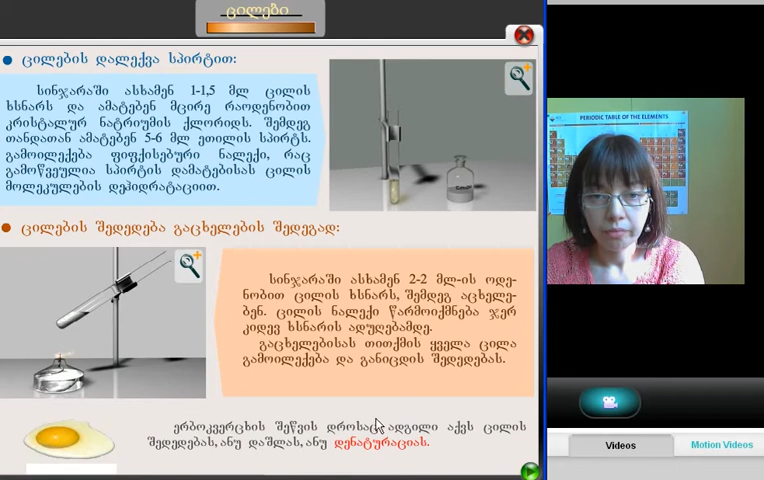 ცილები
ცილების დალექვა სპირტით:
სინჯარაში ასხამენ 1-1,5 მლ ცილის
ხსნარს და ამატებენ მცირე რაოდენობით
კრისტალურ ნატრიუმის ქლორიდს. შემდეგ
თანდათან ამატებენ 5-6 მლ ეთილის სპირტს.
გამოილექება ფიფქისებური ნალექი, რაც
გამოწვეულია სპირტის დამატებისას ცილის
მოლეკულების დეჰიდრატაციით.
ცილების შედედება გაცხელების შედეგად:
სინჯარაში ასხამენ 2-2 მლ-ის ოდე-
ნობით ცილის ხსნარს, შემდეგ აცხელე-
ბენ. ცილის ნალექი წარმოიქმნება ჯერ
კიდევ ხსნარის ადუღებამდე.
გაცხელებისას თითქმის ყველა ცილა
გამოილექება და განიცდის შედედებას.
ერბოკვერცხის შეწვის დროსაც ადგილი აქვს ცილის
შედედებას, ანუ დაშლას, ანუ დენატურაციას.
PERIODIC TABLE OF THE ELEMENTS
Videos
Motion Videos